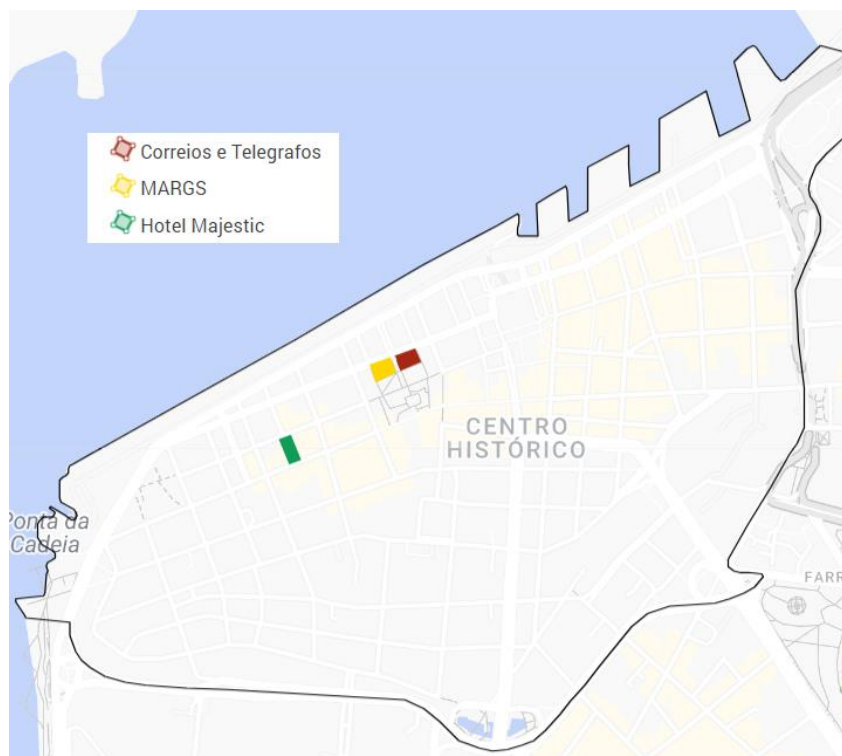 Correios e Telegrafos
MARGS
Hotel Majestic
CENTRO
HISTÓRICO
Ponta da
Cadeia
FARR